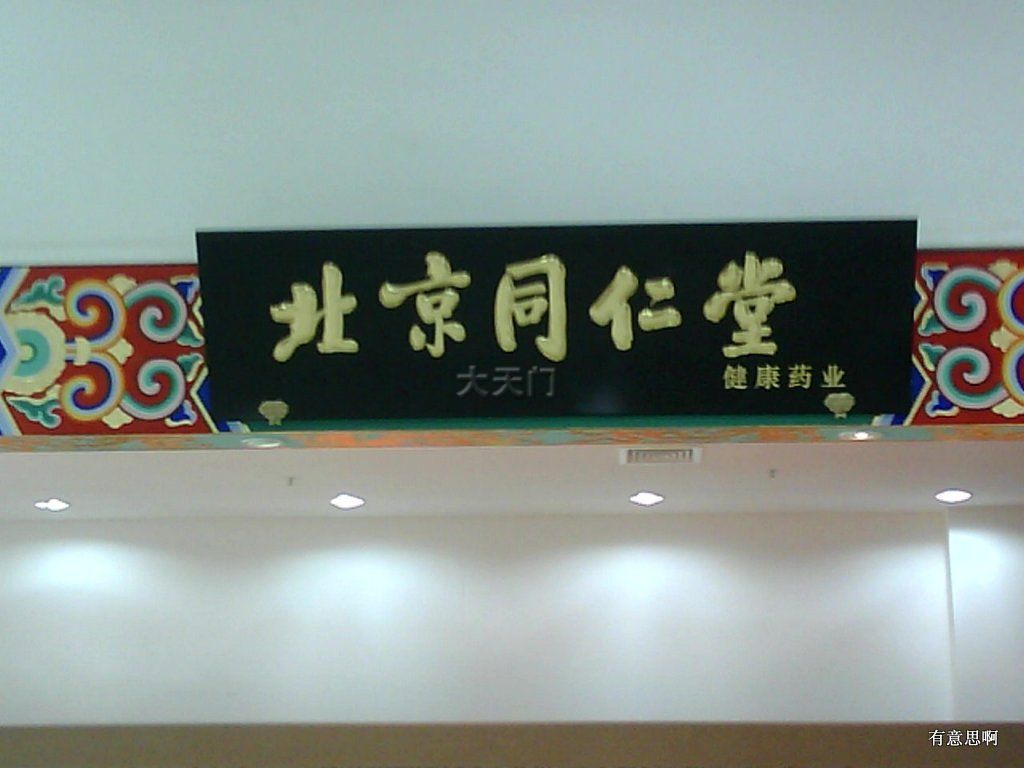 北京同仁堂
健康药业
大天门
有意思啊